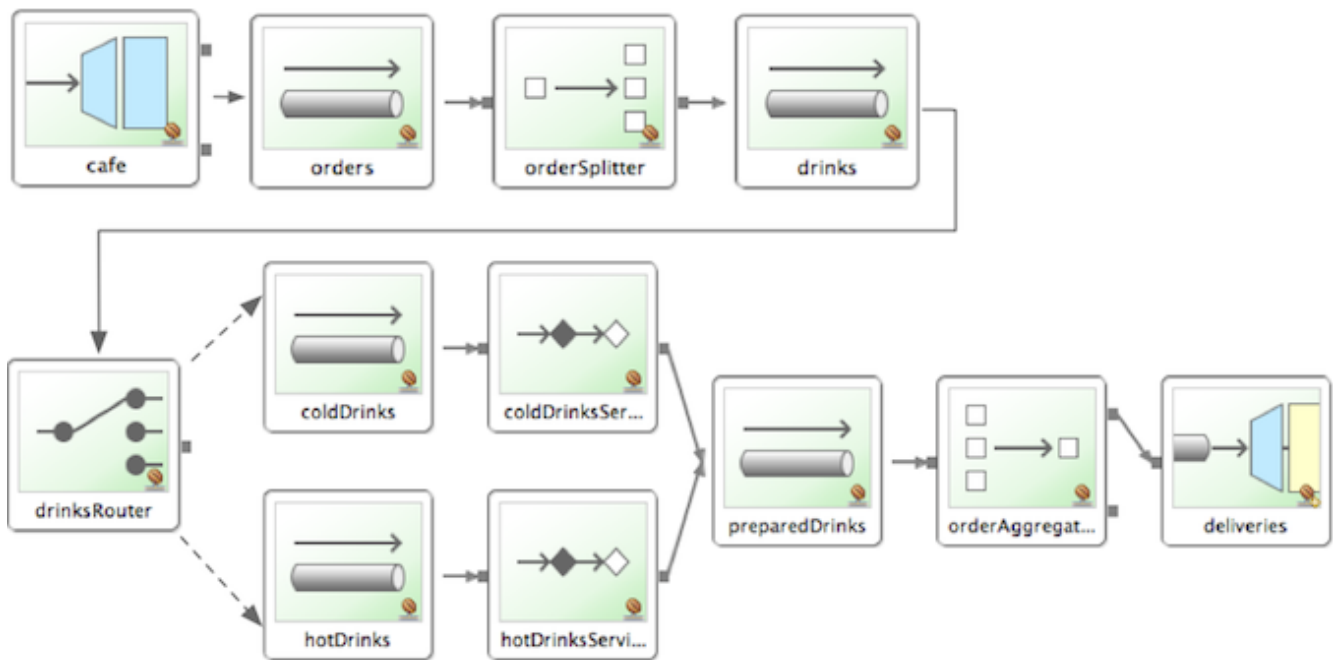 cafe
orders
orderSplitter
drinks
coldDrinks
coldDrinksSer...
drinksRouter
preparedDrinks
orderAggregat...
deliveries
hotDrinks
hotDrinksServi...